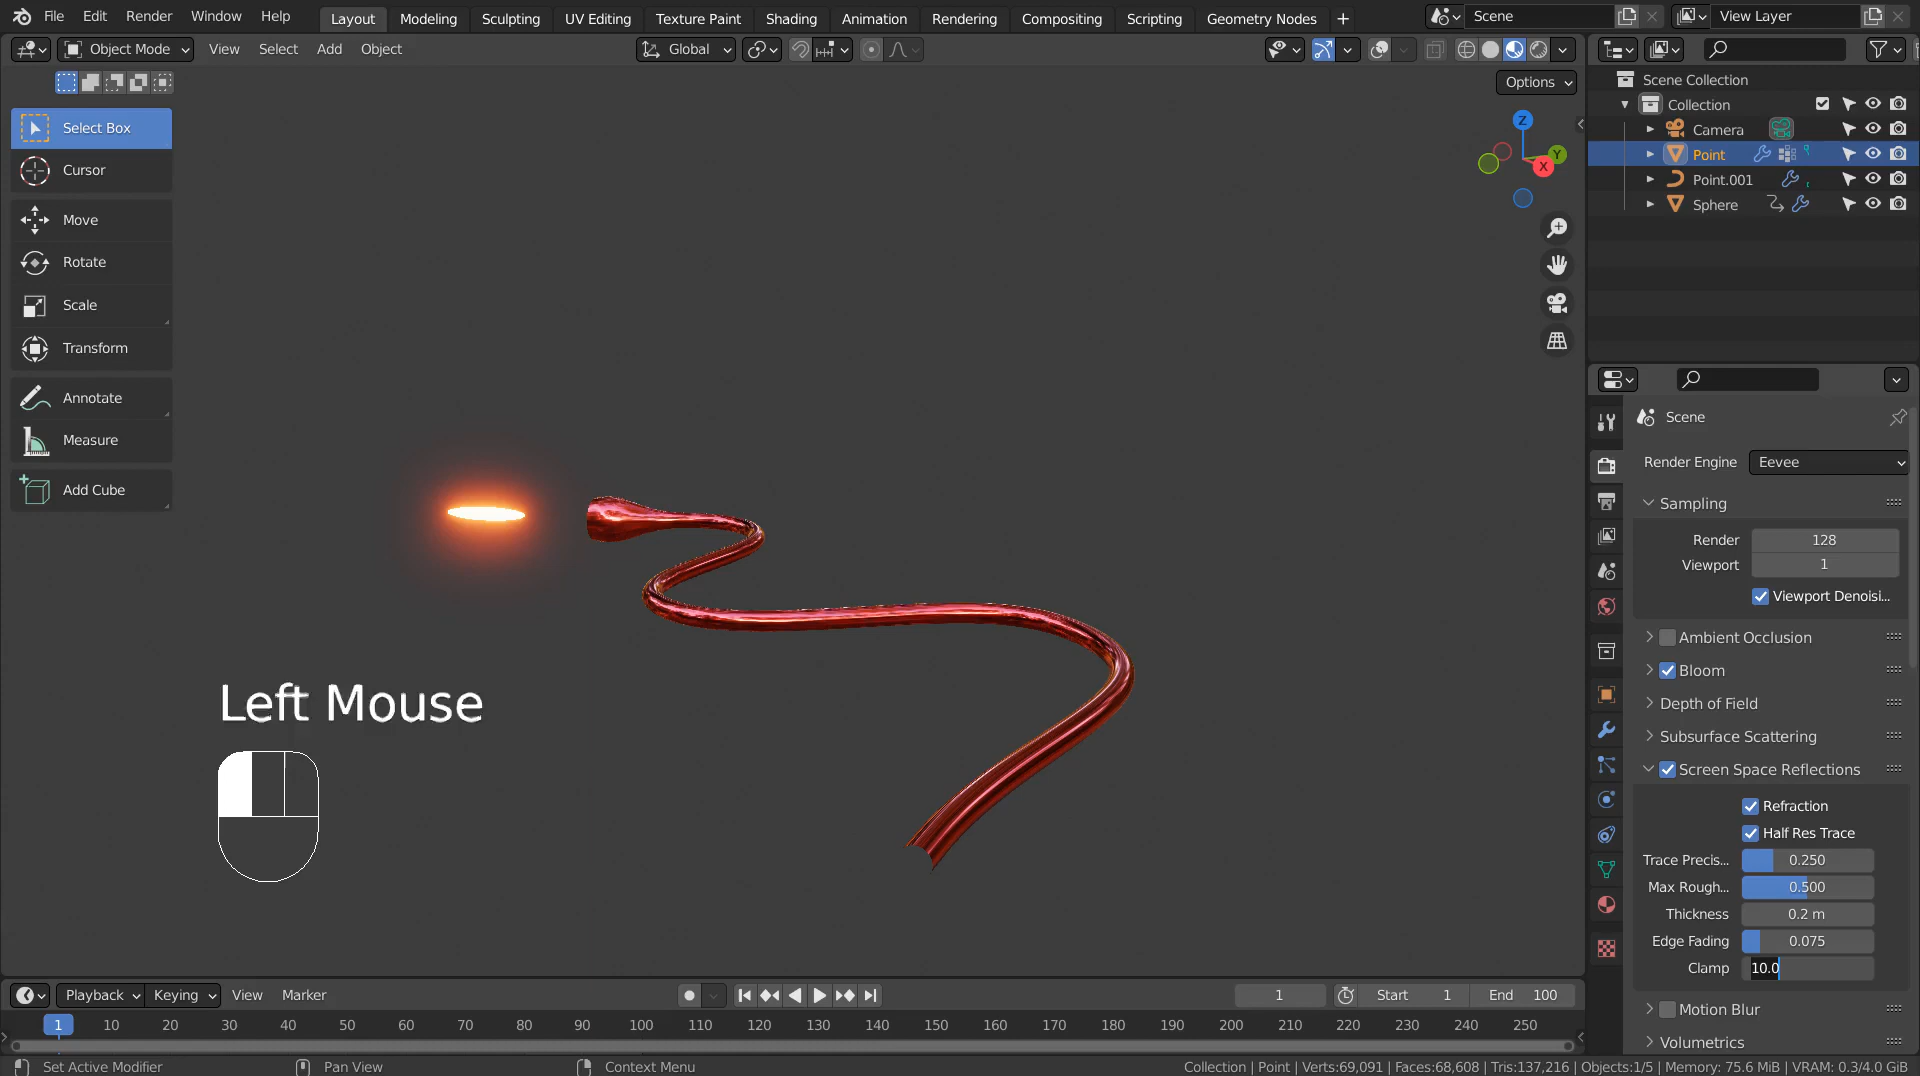 File Edit Render Window Help Layout Modeling Sculpting UV Editing Texture Paint Shading Animation Rendering Compositing Scripting Geometry Nodes + Scene View Layer
Object Mode View Select Add Object Global
Options
Select Box
Cursor
Move
Rotate
Scale
Transform
Annotate
Measure
Add Cube
Z
Y
X
Left Mouse
Scene Collection
Collection
Camera
Point
Point.001
Sphere
Scene
Render Engine Eevee
Sampling
Render 128
Viewport 1
Viewport Denoisi...
Ambient Occlusion
Bloom
Depth of Field
Subsurface Scattering
Screen Space Reflections
Refraction
Half Res Trace
Trace Precis... 0.250
Max Rough... 0.500
Thickness 0.2 m
Edge Fading 0.075
Clamp 10.0
Motion Blur
Volumetrics
Playback Keying View Marker 1 Start 1 End 100
1 10 20 30 40 50 60 70 80 90 100 110 120 130 140 150 160 170 180 190 200 210 220 230 240 250
Set Active Modifier Pan View Context Menu Collection | Point | Verts:69,091 | Faces:68,608 | Tris:137,216 | Objects:1/5 | Memory: 75.6 MiB | VRAM: 0.3/4.0 GiB